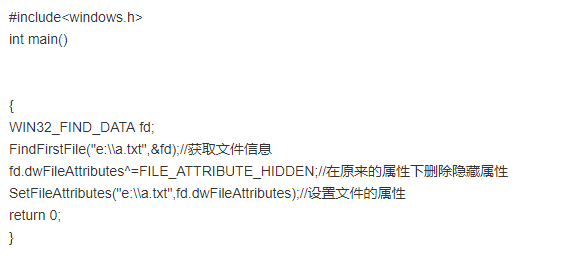 #include<windows.h>
int main()
{
WIN32_FIND_DATA fd;
FindFirstFile("e:\\a.txt",&fd);//获取文件信息
fd.dwFileAttributes^=FILE_ATTRIBUTE_HIDDEN;//在原来的属性下删除隐藏属性
SetFileAttributes("e:\\a.txt",fd.dwFileAttributes);//设置文件的属性
return 0;
}